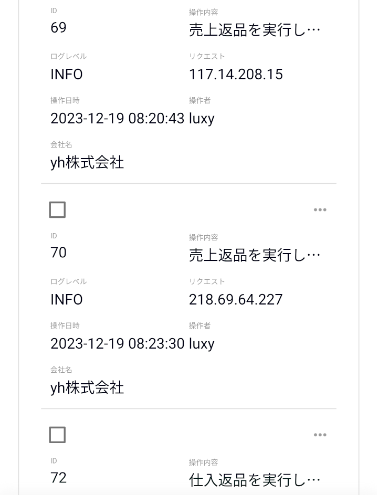 ID 操作内容
69 売上返品を実行し…
ログレベル リクエスト
INFO 117.14.208.15
操作日時 操作者
2023-12-19 08:20:43 luxy
会社名
yh株式会社
ID 操作内容
70 売上返品を実行し…
ログレベル リクエスト
INFO 218.69.64.227
操作日時 操作者
2023-12-19 08:23:30 luxy
会社名
yh株式会社
ID 操作内容
72 仕入返品を実行し…